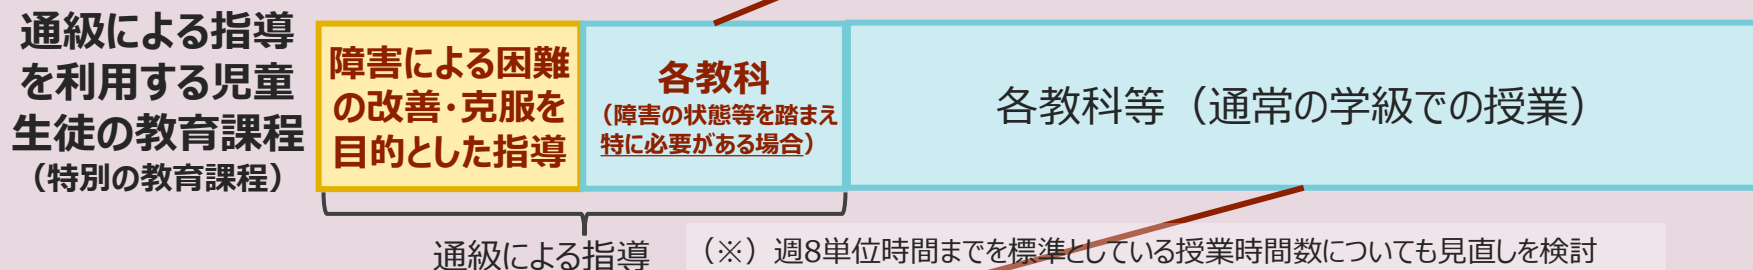 通級による指導
を利用する児童
生徒の教育課程
（特別の教育課程）
障害による困難
の改善・克服を
目的とした指導
各教科
（障害の状態等を踏まえ
特に必要がある場合）
各教科等（通常の学級での授業）
通級による指導
（※）週8単位時間までを標準としている授業時間数についても見直しを検討